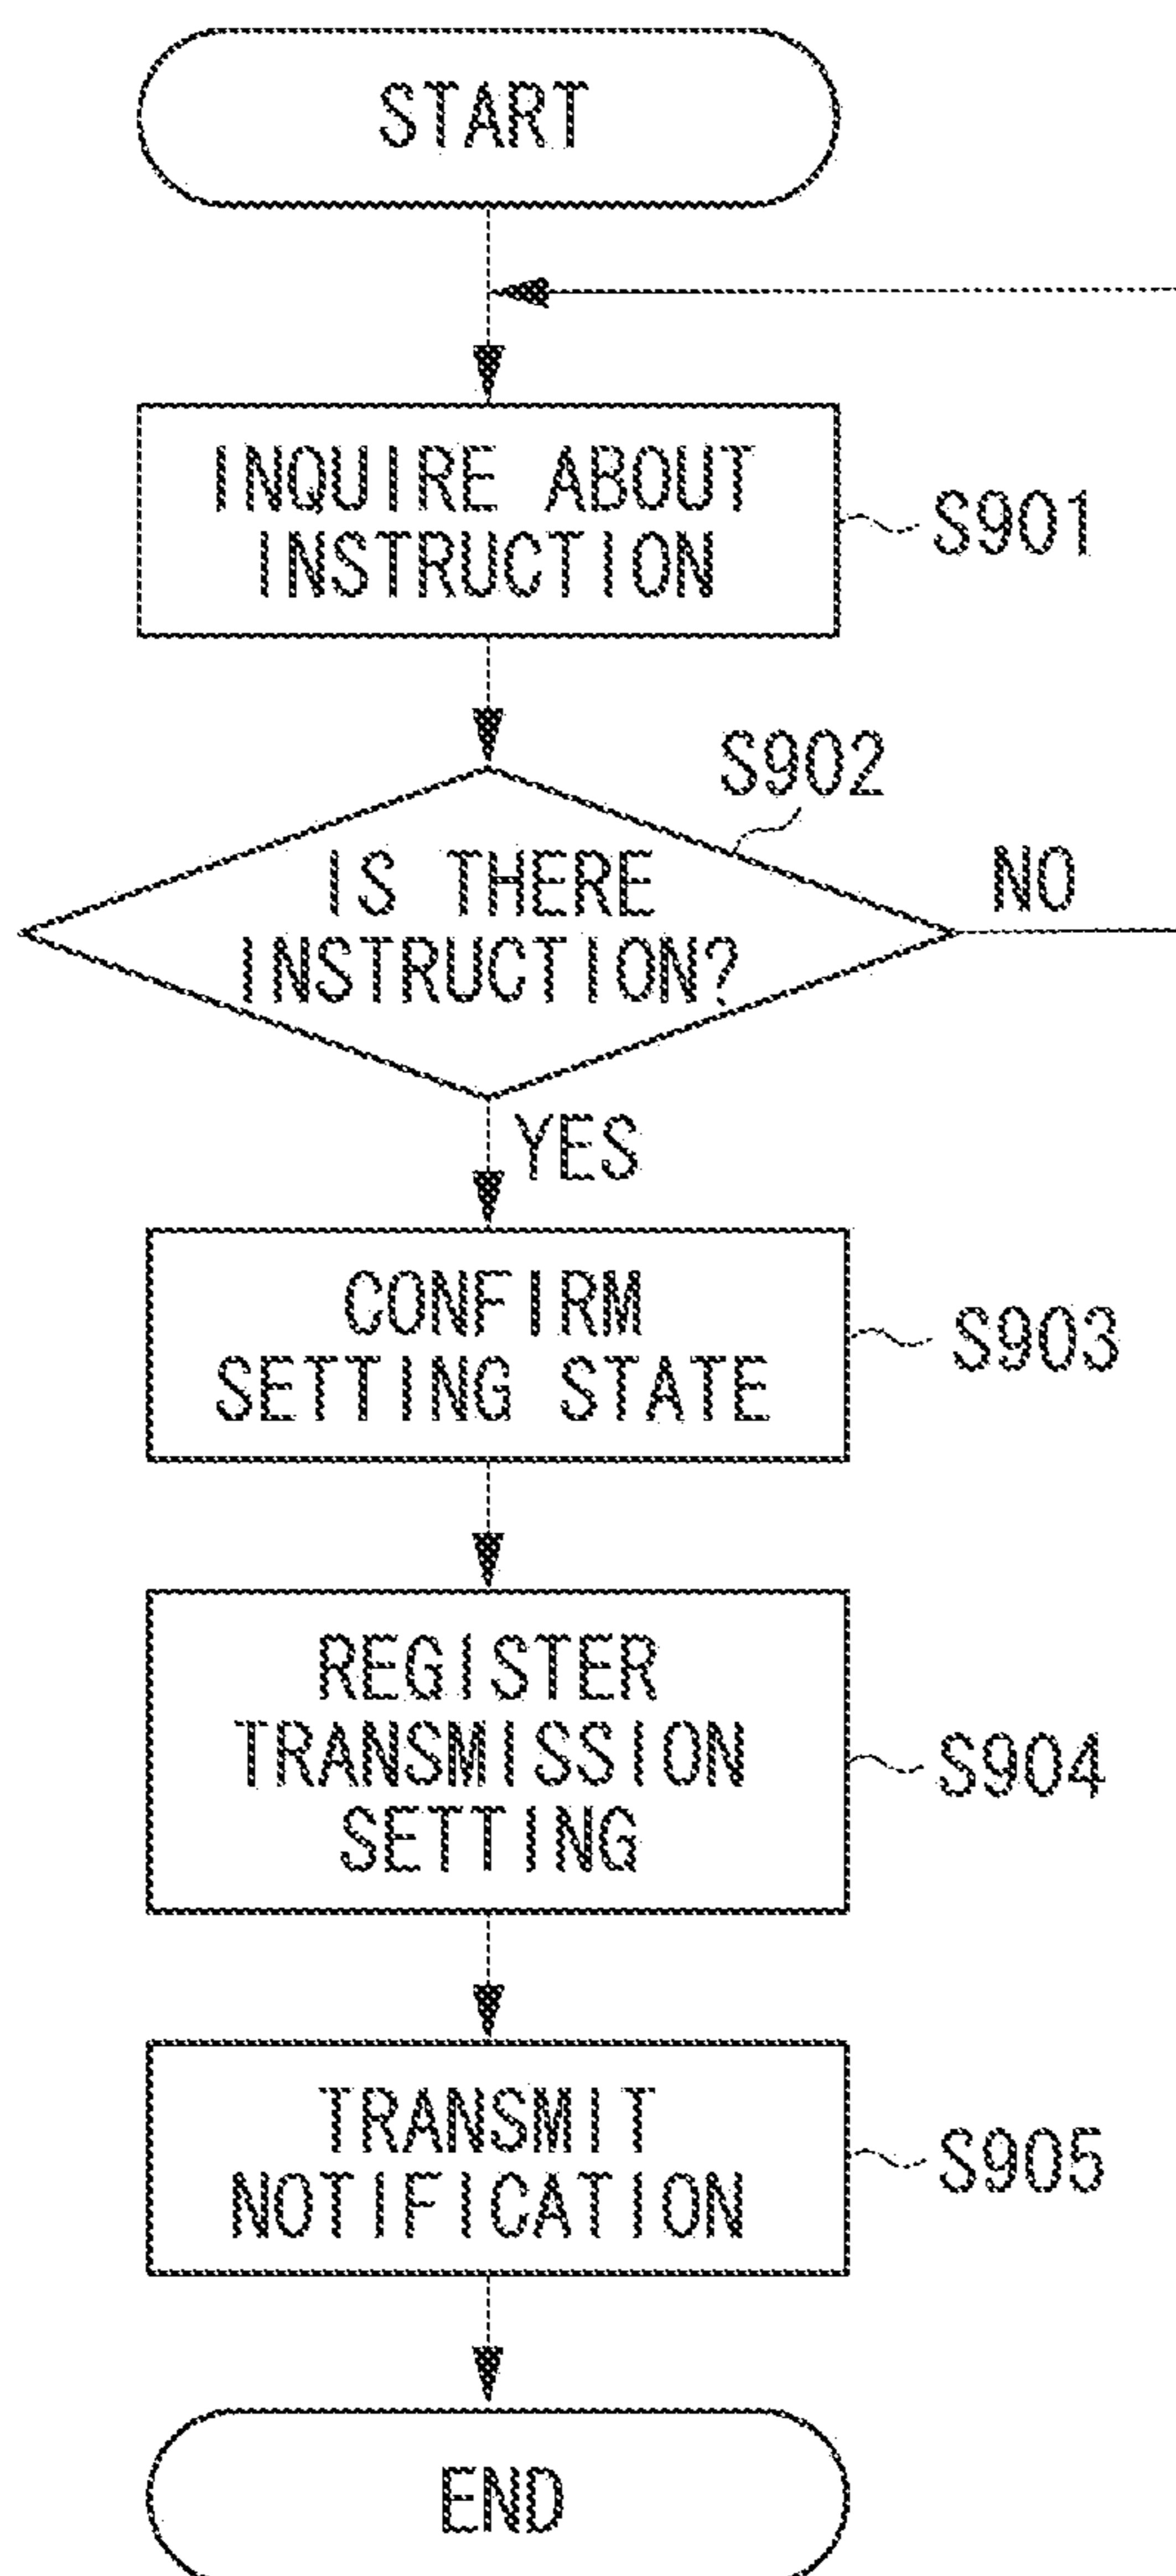 START
INQUIRE ABOUT
INSTRUCTION
S901
S902
IS THERE
INSTRUCTION?
NO
YES
CONFIRM
SETTING STATE
S903
REGISTER
TRANSMISSION
SETTING
S904
TRANSMIT
NOTIFICATION
S905
END